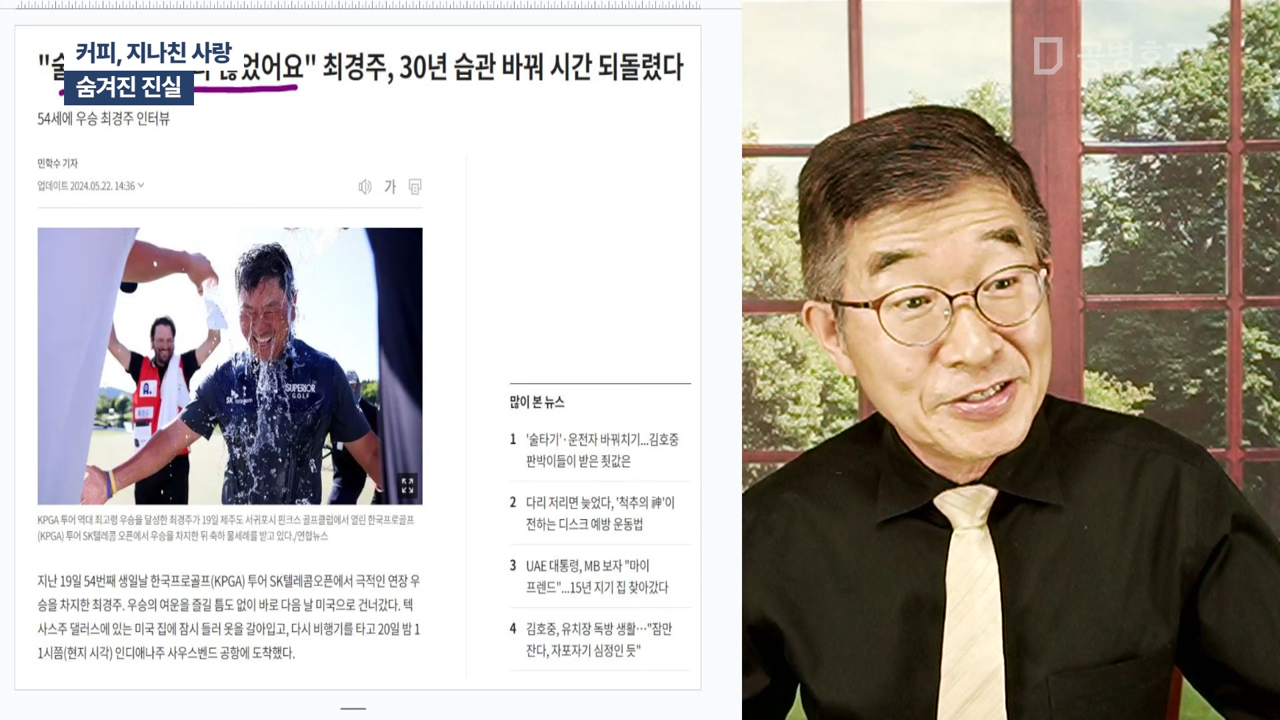 커피, 지나친 사랑
숨겨진 진실
않었어요" 최경주, 30년 습관 바꿔 시간 되돌렸다
54세에 우승 최경주 인터뷰
민학수 기자
업데이트 2024.05.22. 14:36
가
SUPERIOR
GOLF
SK telecom
A.
KPGA 투어 역대 최고령 우승을 달성한 최경주가 19일 제주도 서귀포시 핀크스 골프클럽에서 열린 한국프로골프
(KPGA) 투어 SK텔레콤 오픈에서 우승을 차지한 뒤 축하 물세례를 받고 있다./연합뉴스
지난 19일 54번째 생일날 한국프로골프(KPGA) 투어 SK텔레콤오픈에서 극적인 연장 우
승을 차지한 최경주. 우승의 여운을 즐길 틈도 없이 바로 다음 날 미국으로 건너갔다. 텍
사스주 댈러스에 있는 미국 집에 잠시 들러 옷을 갈아입고, 다시 비행기를 타고 20일 밤 1
1시쯤(현지 시각) 인디애나주 사우스벤드 공항에 도착했다.
많이 본 뉴스
1 '술타기'·운전자 바꿔치기...김호중
판박이들이 받은 죗값은
2 다리 저리면 늦었다, '척추의 神'이
전하는 디스크 예방 운동법
3 UAE 대통령, MB 보자 "마이
프렌드"...15년 지기 집 찾아갔다
4 김호중, 유치장 독방 생활…"잠만
잔다, 자포자기 심정인 듯"
공병호TV